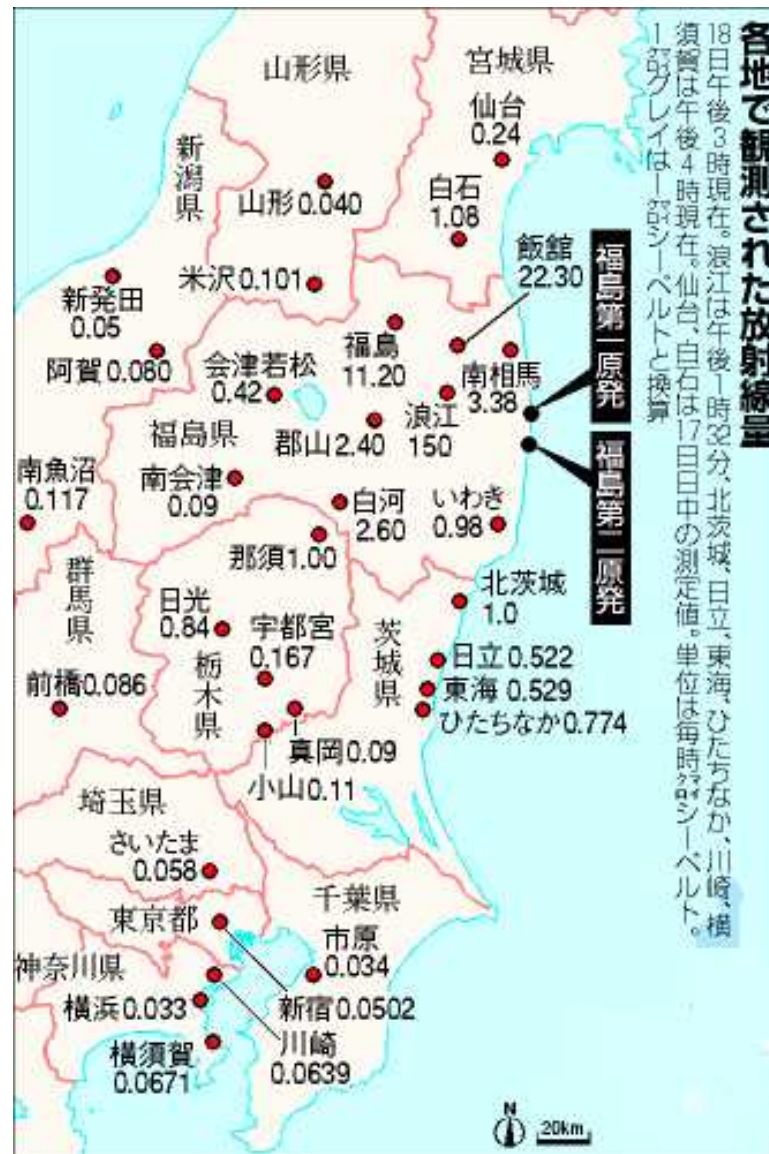 各地で観測された放射線量
18日午後3時現在。浪江は午後1時32分、北茨城、日立、東海、ひたちなか、川崎、横
須賀は午後4時現在。仙台、白石は17日日中の測定値。単位は毎時マイクロシーベルト。
1マイクログレイは1マイクロシーベルトと換算
山形県
宮城県
仙台
0.24
新潟県
山形0.040
白石
1.08
飯舘
22.30
福島第一原発
米沢0.101
新発田
0.05
阿賀0.080
福島
11.20
会津若松
0.42
南相馬
3.38
浪江
150
福島県
郡山2.40
福島第二原発
南魚沼
0.117
南会津
0.09
白河
2.60
いわき
0.98
那須1.00
群馬県
日光
0.84
宇都宮
0.167
栃木県
茨城県
北茨城
1.0
日立0.522
東海 0.529
ひたちなか0.774
前橋0.086
真岡0.09
小山0.11
埼玉県
さいたま
0.058
千葉県
東京都
市原
0.034
神奈川県
横浜0.033
新宿0.0502
川崎
0.0639
横須賀
0.0671
N
20km